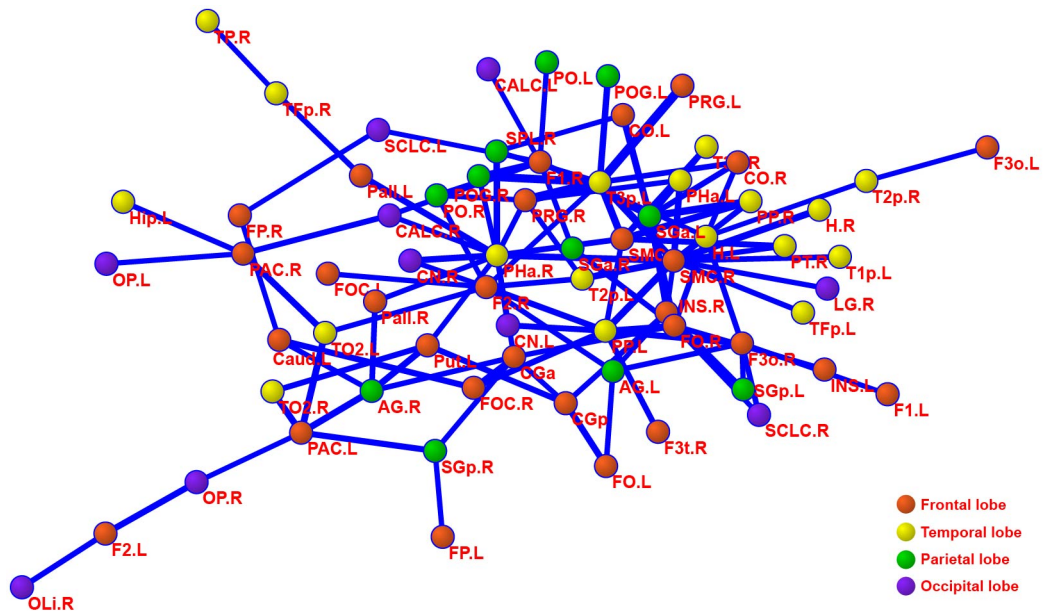 TP.R
TFp.R
CALC.L
PO.L
POG.L
PRG.L
CO.L
SCLC.L
SPL.R
F1.R
CO.R
F3o.L
Pall.L
POG.R
T3p.L
PHa.L
T2p.R
Hip.L
PO.R
PRG.R
PP.R
H.R
FP.R
CALC.R
SGa.L
PAC.R
SGa.R
H.L
SMC.R
PT.R
T1p.L
OP.L
CN.R
PHa.R
FOC.L
F2.R
T2p.L
LG.R
Pall.R
INS.R
TFp.L
TO2.L
CN.L
PP.L
FO.R
Caud.L
Put.L
CGa
F3o.R
TO2.R
AG.R
FOC.R
AG.L
SGp.L
INS.L
F1.L
CGp
SCLC.R
PAC.L
F3t.R
SGp.R
FO.L
OP.R
F2.L
FP.L
OLi.R
Frontal lobe
Temporal lobe
Parietal lobe
Occipital lobe